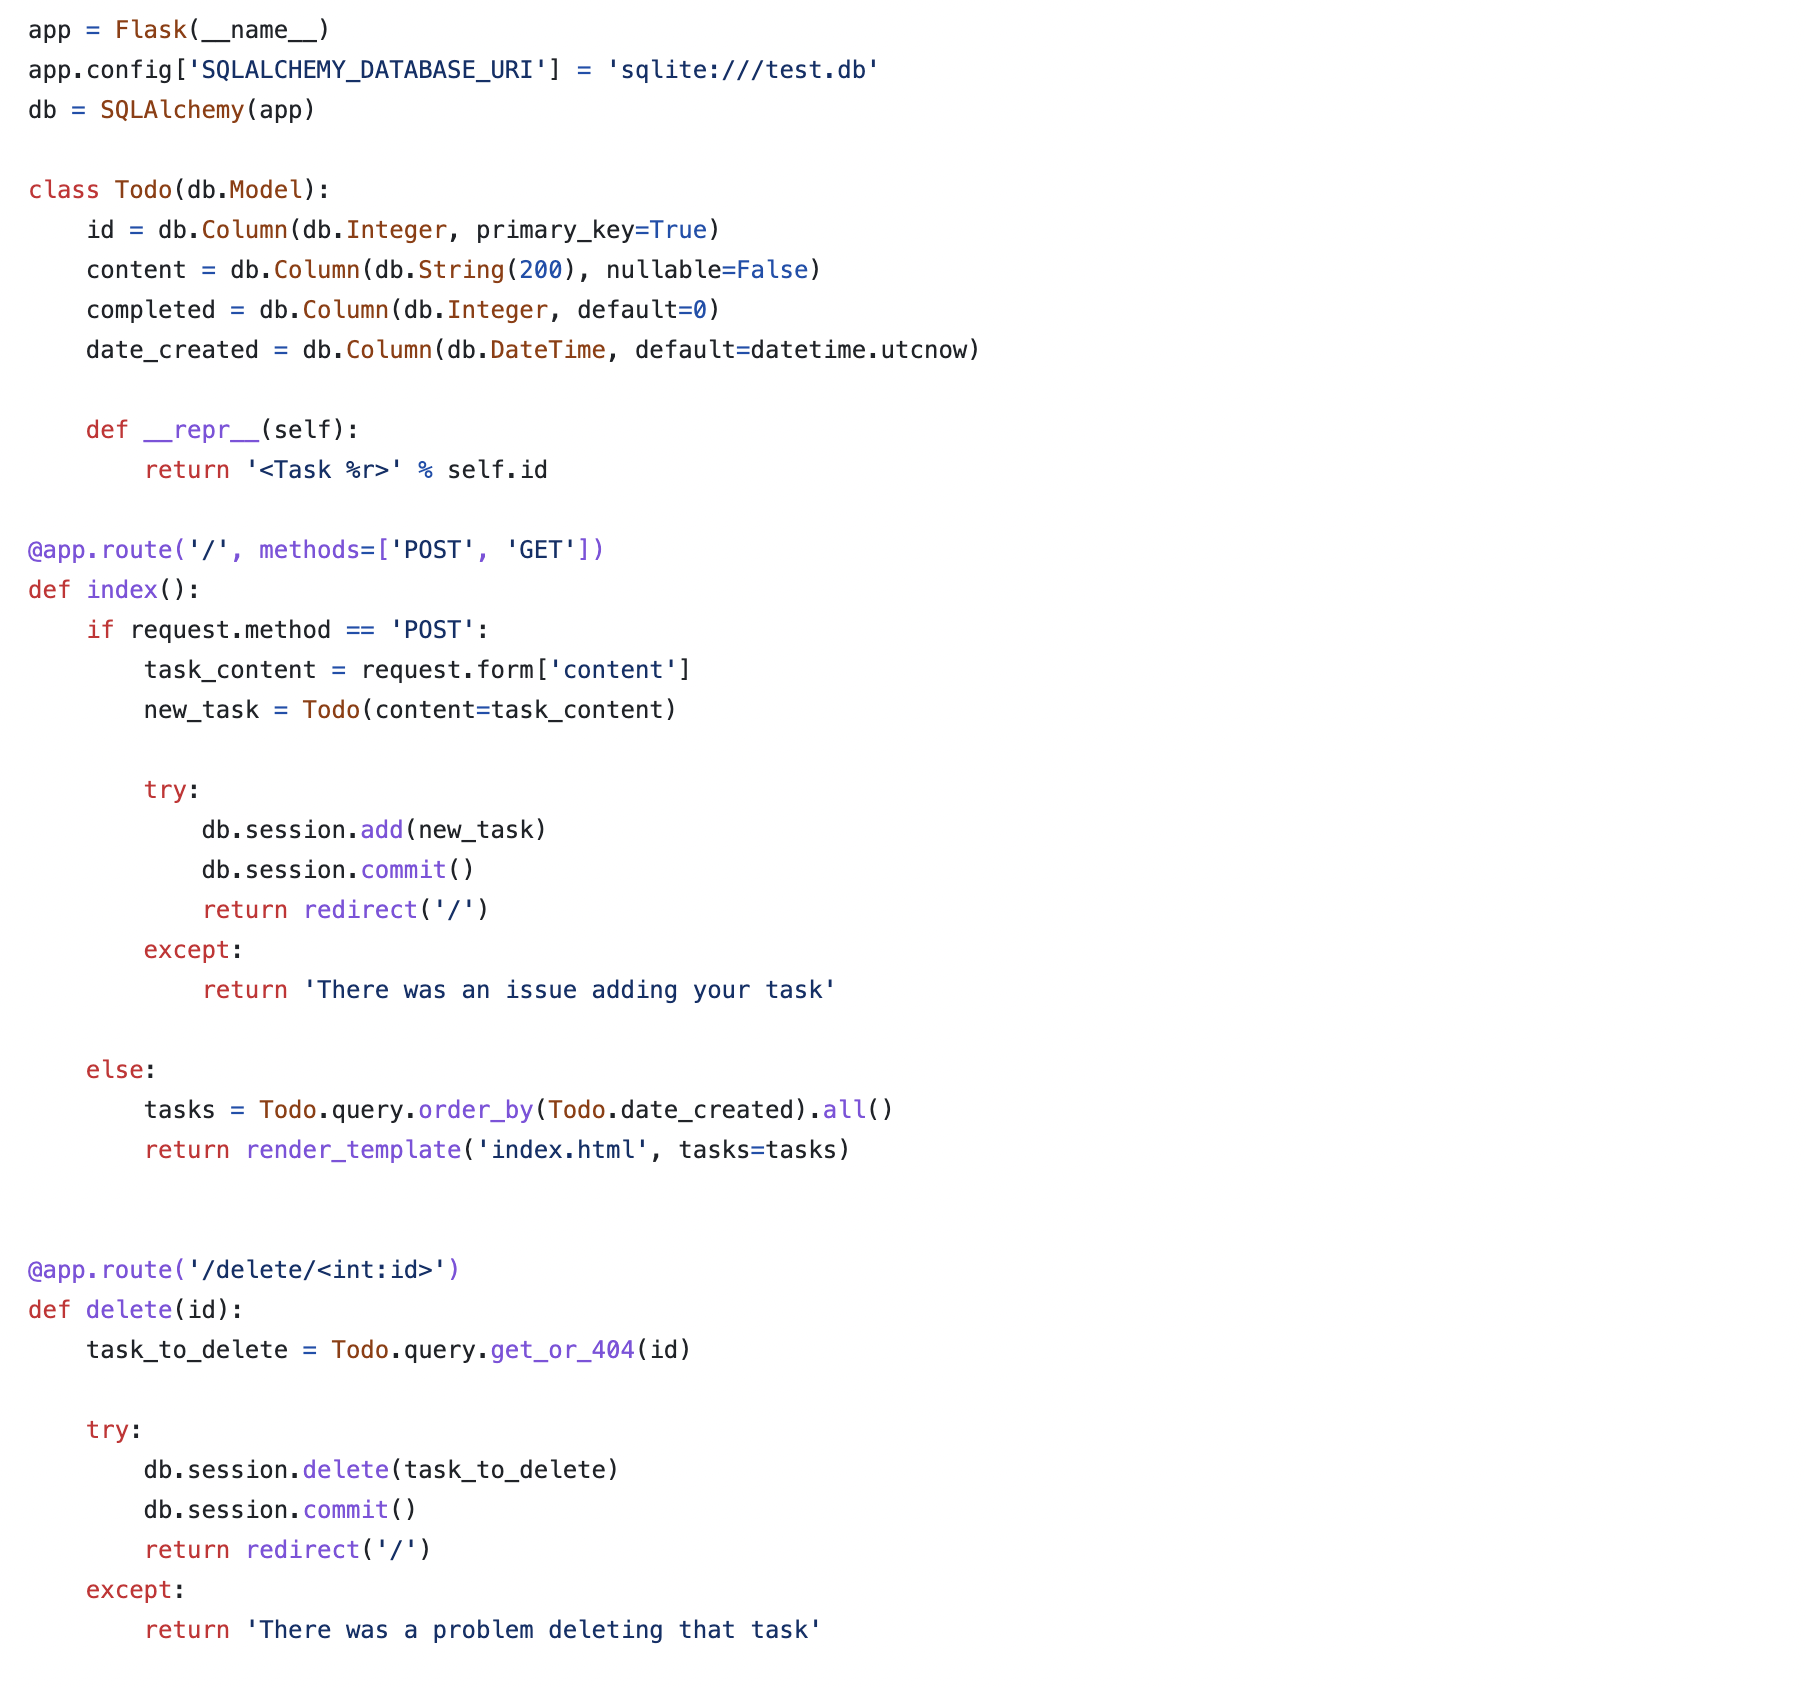 app = Flask(__name__)
app.config['SQLALCHEMY_DATABASE_URI'] = 'sqlite:///test.db'
db = SQLAlchemy(app)

class Todo(db.Model):
    id = db.Column(db.Integer, primary_key=True)
    content = db.Column(db.String(200), nullable=False)
    completed = db.Column(db.Integer, default=0)
    date_created = db.Column(db.DateTime, default=datetime.utcnow)

    def __repr__(self):
        return '<Task %r>' % self.id

@app.route('/', methods=['POST', 'GET'])
def index():
    if request.method == 'POST':
        task_content = request.form['content']
        new_task = Todo(content=task_content)

        try:
            db.session.add(new_task)
            db.session.commit()
            return redirect('/')
        except:
            return 'There was an issue adding your task'

    else:
        tasks = Todo.query.order_by(Todo.date_created).all()
        return render_template('index.html', tasks=tasks)


@app.route('/delete/<int:id>')
def delete(id):
    task_to_delete = Todo.query.get_or_404(id)

    try:
        db.session.delete(task_to_delete)
        db.session.commit()
        return redirect('/')
    except:
        return 'There was a problem deleting that task'